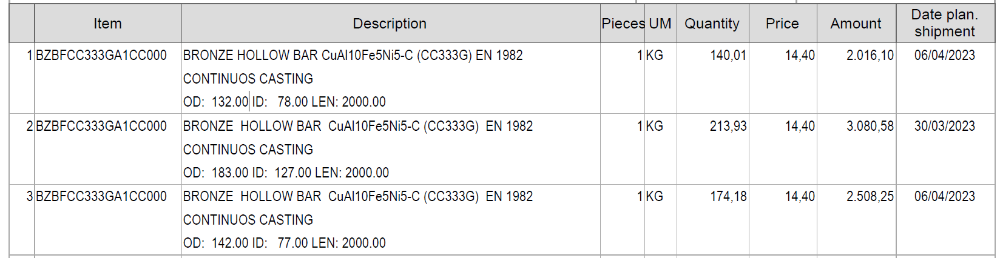 Item Description Pieces UM Quantity Price Amount Date plan. shipment
1 BZBFCC333GA1CC000 BRONZE HOLLOW BAR CuAl10Fe5Ni5-C (CC333G) EN 1982 1 KG 140,01 14,40 2.016,10 06/04/2023
CONTINUOS CASTING
OD: 132.00 ID: 78.00 LEN: 2000.00
2 BZBFCC333GA1CC000 BRONZE HOLLOW BAR CuAl10Fe5Ni5-C (CC333G) EN 1982 1 KG 213,93 14,40 3.080,58 30/03/2023
CONTINUOS CASTING
OD: 183.00 ID: 127.00 LEN: 2000.00
3 BZBFCC333GA1CC000 BRONZE HOLLOW BAR CuAl10Fe5Ni5-C (CC333G) EN 1982 1 KG 174,18 14,40 2.508,25 06/04/2023
CONTINUOS CASTING
OD: 142.00 ID: 77.00 LEN: 2000.00